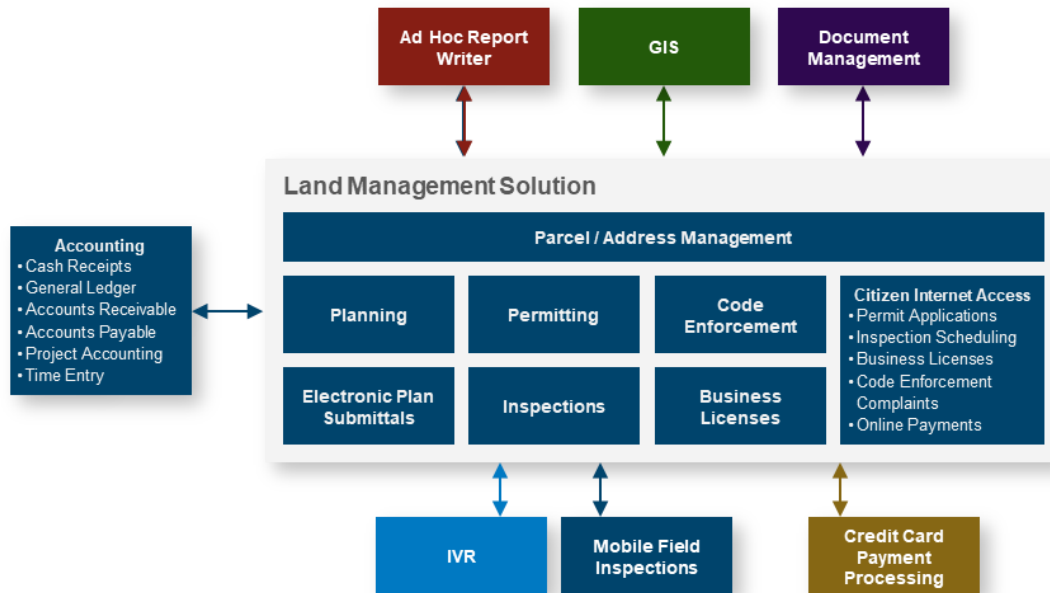 Ad Hoc Report
Writer
GIS
Document
Management
Land Management Solution
Parcel / Address Management
Accounting
• Cash Receipts
• General Ledger
• Accounts Receivable
• Accounts Payable
• Project Accounting
• Time Entry
Planning
Permitting
Code
Enforcement
Citizen Internet Access
• Permit Applications
• Inspection Scheduling
• Business Licenses
• Code Enforcement
Complaints
• Online Payments
Electronic Plan
Submittals
Inspections
Business
Licenses
IVR
Mobile Field
Inspections
Credit Card
Payment
Processing